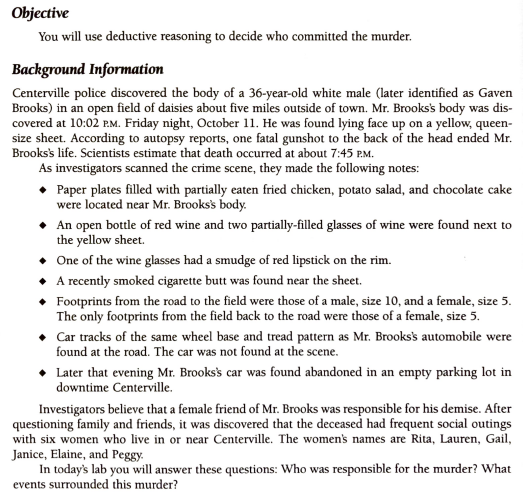 Objective
You will use deductive reasoning to decide who committed the murder.
Background Information
Centerville police discovered the body of a 36-year-old white male (later identified as Gaven
Brooks) in an open field of daisies about five miles outside of town. Mr. Brooks's body was dis-
covered at 10:02 P.M. Friday night, October 11. He was found lying face up on a yellow, queen-
size sheet. According to autopsy reports, one fatal gunshot to the back of the head ended Mr.
Brooks's life. Scientists estimate that death occurred at about 7:45 P.M.
As investigators scanned the crime scene, they made the following notes:
◆ Paper plates filled with partially eaten fried chicken, potato salad, and chocolate cake
were located near Mr. Brooks's body.
◆ An open bottle of red wine and two partially-filled glasses of wine were found next to
the yellow sheet.
◆ One of the wine glasses had a smudge of red lipstick on the rim.
◆ A recently smoked cigarette butt was found near the sheet.
◆ Footprints from the road to the field were those of a male, size 10, and a female, size 5.
The only footprints from the field back to the road were those of a female, size 5.
◆ Car tracks of the same wheel base and tread pattern as Mr. Brooks's automobile were
found at the road. The car was not found at the scene.
◆ Later that evening Mr. Brooks's car was found abandoned in an empty parking lot in
downtime Centerville.
Investigators believe that a female friend of Mr. Brooks was responsible for his demise. After
questioning family and friends, it was discovered that the deceased had frequent social outings
with six women who live in or near Centerville. The women's names are Rita, Lauren, Gail,
Janice, Elaine, and Peggy.
In today's lab you will answer these questions: Who was responsible for the murder? What
events surrounded this murder?